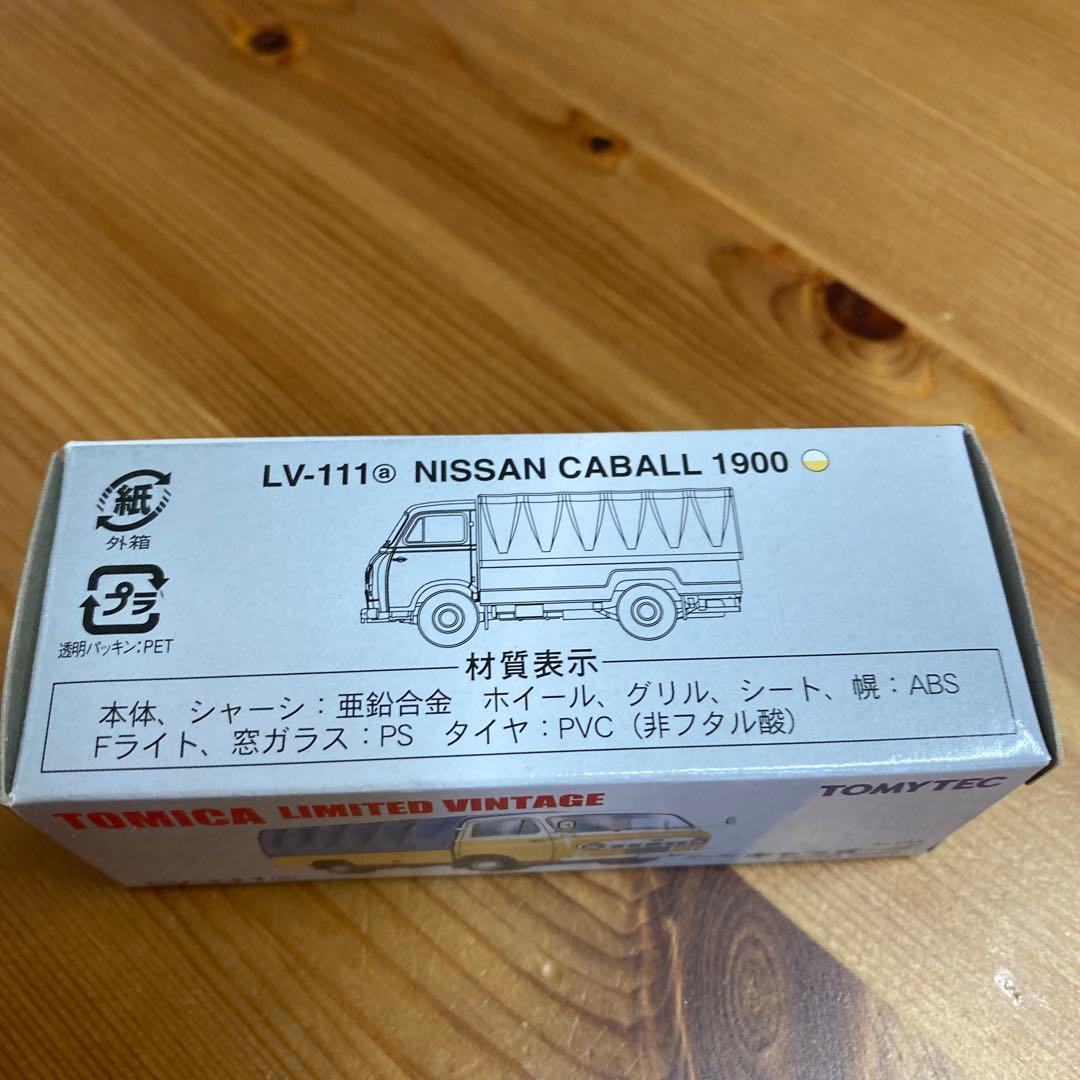 LV-111ⓐ NISSAN CABALL 1900
紙
外箱
プラ
透明パッキン:PET
材質表示
本体、シャーシ:亜鉛合金 ホイール、グリル、シート、幌:ABS
Fライト、窓ガラス:PS タイヤ:PVC(非フタル酸)
TOMICA LIMITED VINTAGE
TOMYTEC